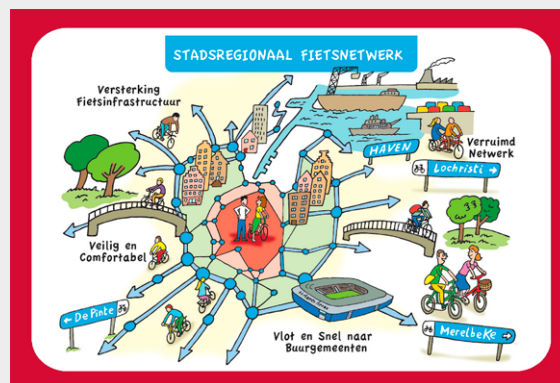 STADSREGIONAAL FIETSNETWERK
Versterking
Fietsinfrastructuur
HAVEN
Verruimd
Netwerk
Lochristi
Veilig en
Comfortabel
De Pinte
Vlot en Snel naar
Buurgemeenten
Merelbeke